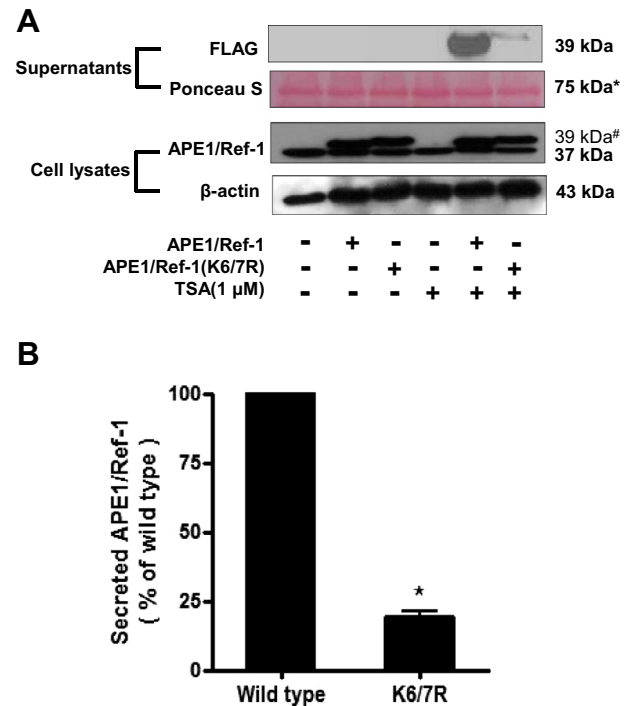 A
FLAG 39 kDa
Supernatants
Ponceau S 75 kDa*
APE1/Ref-1 39 kDa#
37 kDa
Cell lysates
β-actin 43 kDa
APE1/Ref-1 - + - - + -
APE1/Ref-1(K6/7R) - - + - - +
TSA(1 μM) - - - + + +
B
Secreted APE1/Ref-1
( % of wild type )
100
75
50
25
0
*
Wild type K6/7R